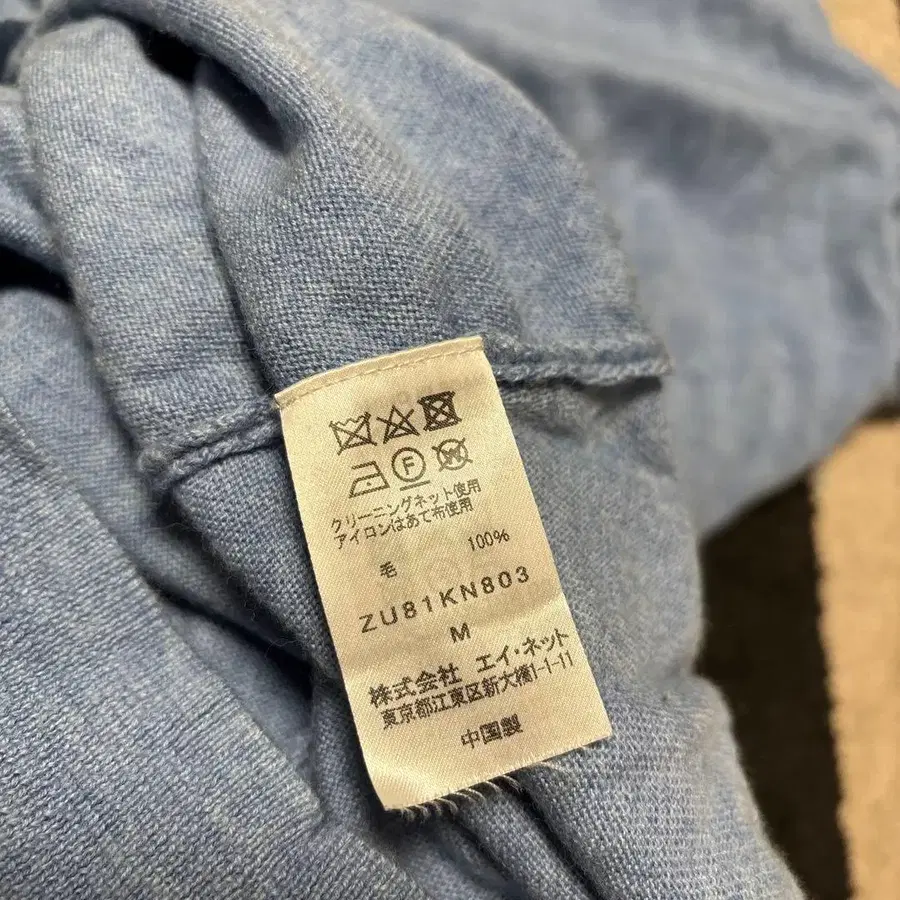 F W
クリーニングネット使用
アイロンはあて布使用
毛 100%
ZU81KN803
M
株式会社 エイ・ネット
東京都江東区新大橋1-1-11
中国製